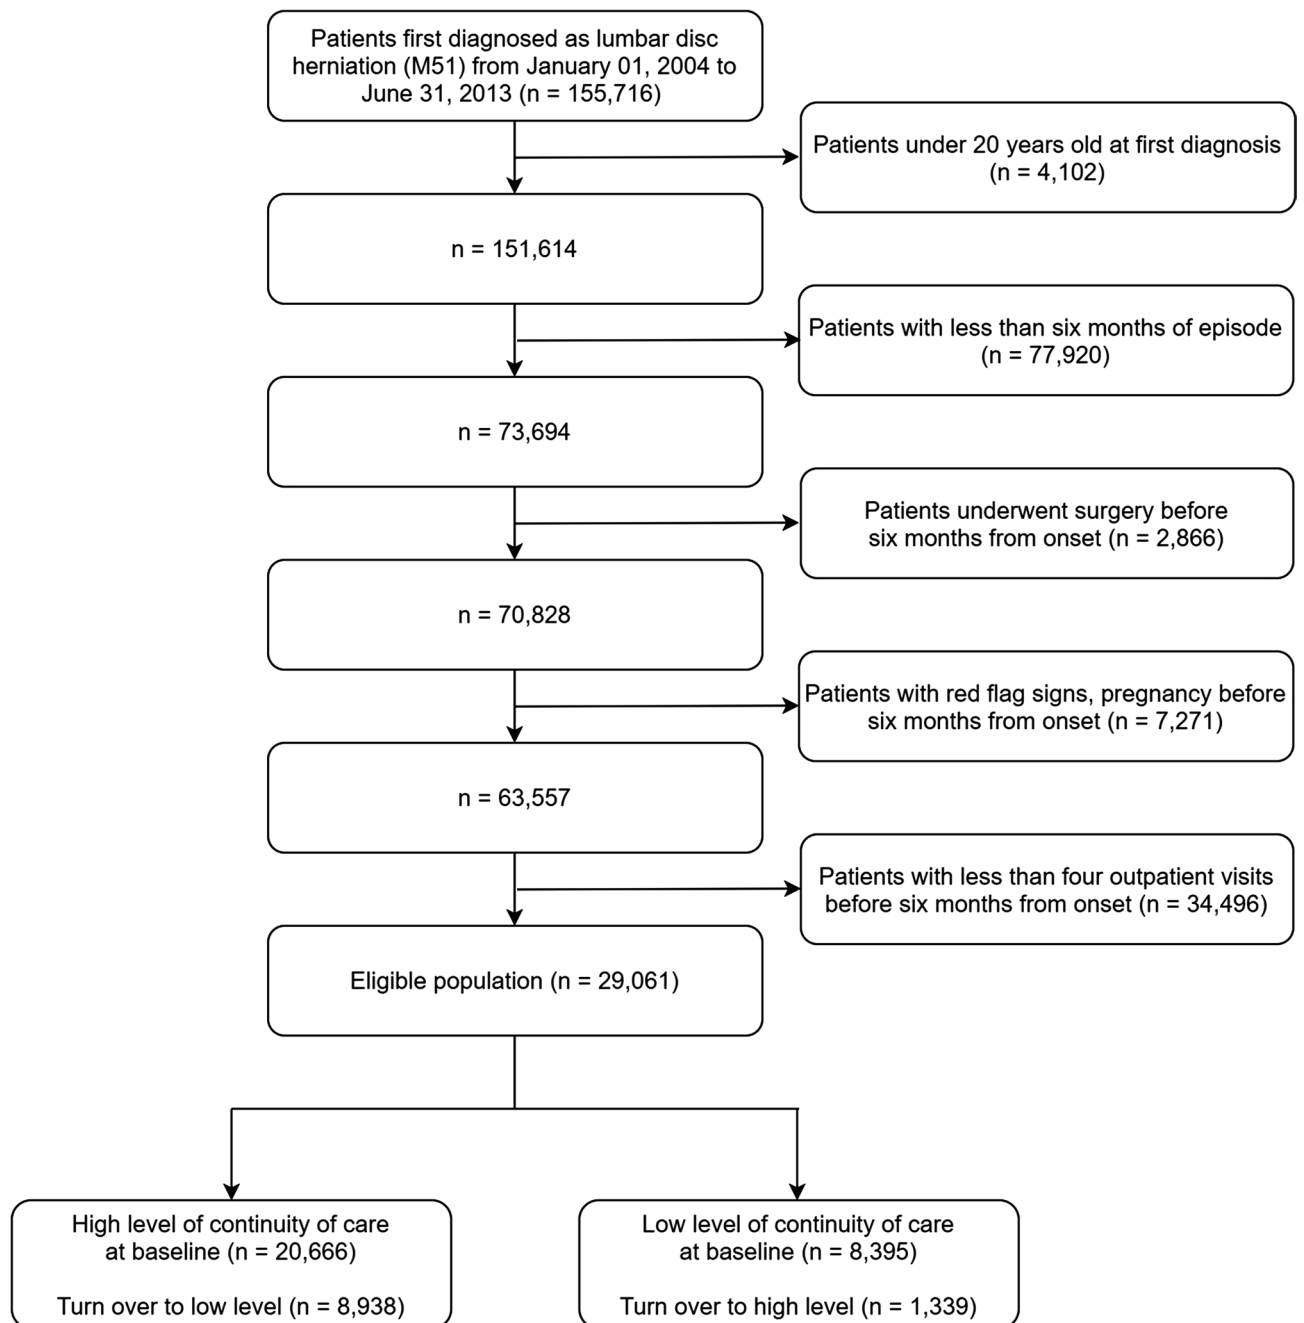 Patients first diagnosed as lumbar disc
herniation (M51) from January 01, 2004 to
June 31, 2013 (n = 155,716)
Patients under 20 years old at first diagnosis
(n = 4,102)
n = 151,614
Patients with less than six months of episode
(n = 77,920)
n = 73,694
Patients underwent surgery before
six months from onset (n = 2,866)
n = 70,828
Patients with red flag signs, pregnancy before
six months from onset (n = 7,271)
n = 63,557
Patients with less than four outpatient visits
before six months from onset (n = 34,496)
Eligible population (n = 29,061)
High level of continuity of care
at baseline (n = 20,666)
Turn over to low level (n = 8,938)
Low level of continuity of care
at baseline (n = 8,395)
Turn over to high level (n = 1,339)